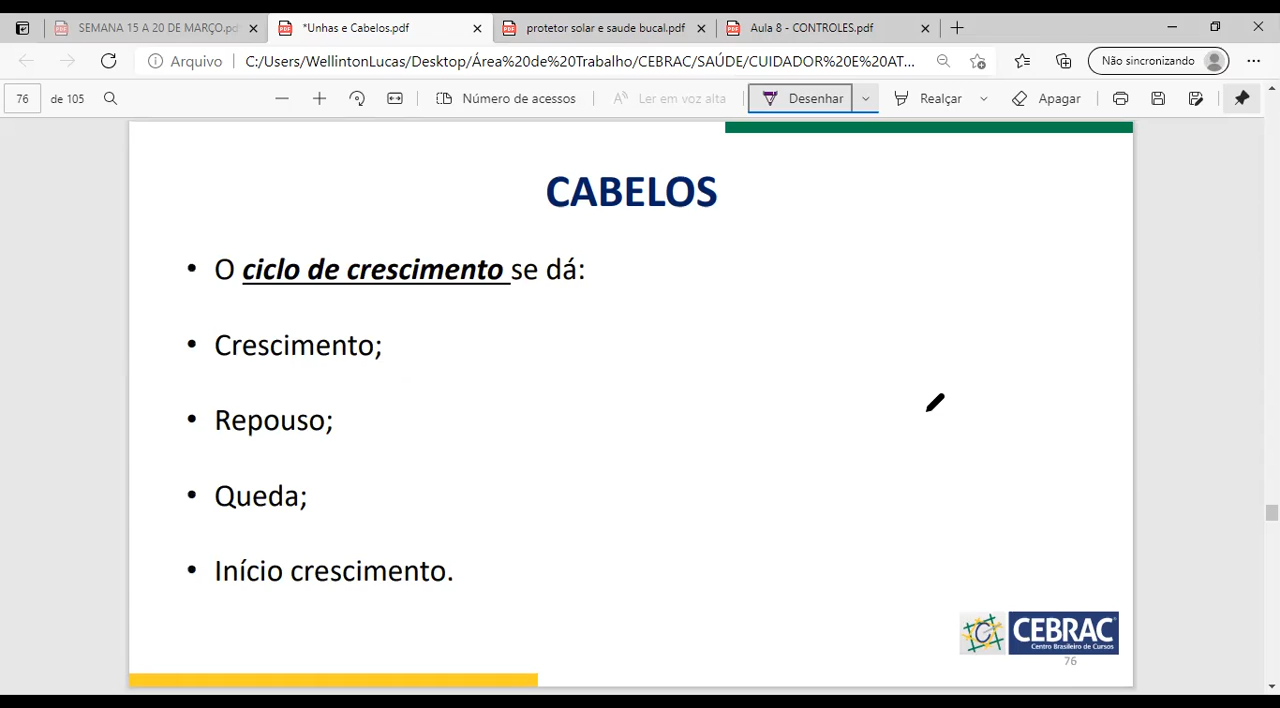 SEMANA 15 A 20 DE MARÇO.pd
*Unhas e Cabelos.pdf
protetor solar e saude bucal.pdf
Aula 8 - CONTROLES.pdf
Arquivo
C:/Users/WellintonLucas/Desktop/Área%20de%20Trabalho/CEBRAC/SAÚDE/CUIDADOR%20E%20AT...
Não sincronizando
76
de 105
Número de acessos
Ler em voz alta
Desenhar
Realçar
Apagar
CABELOS
• O ciclo de crescimento se dá:
• Crescimento;
• Repouso;
• Queda;
• Início crescimento.
C CEBRAC
Centro Brasileiro de Cursos
76